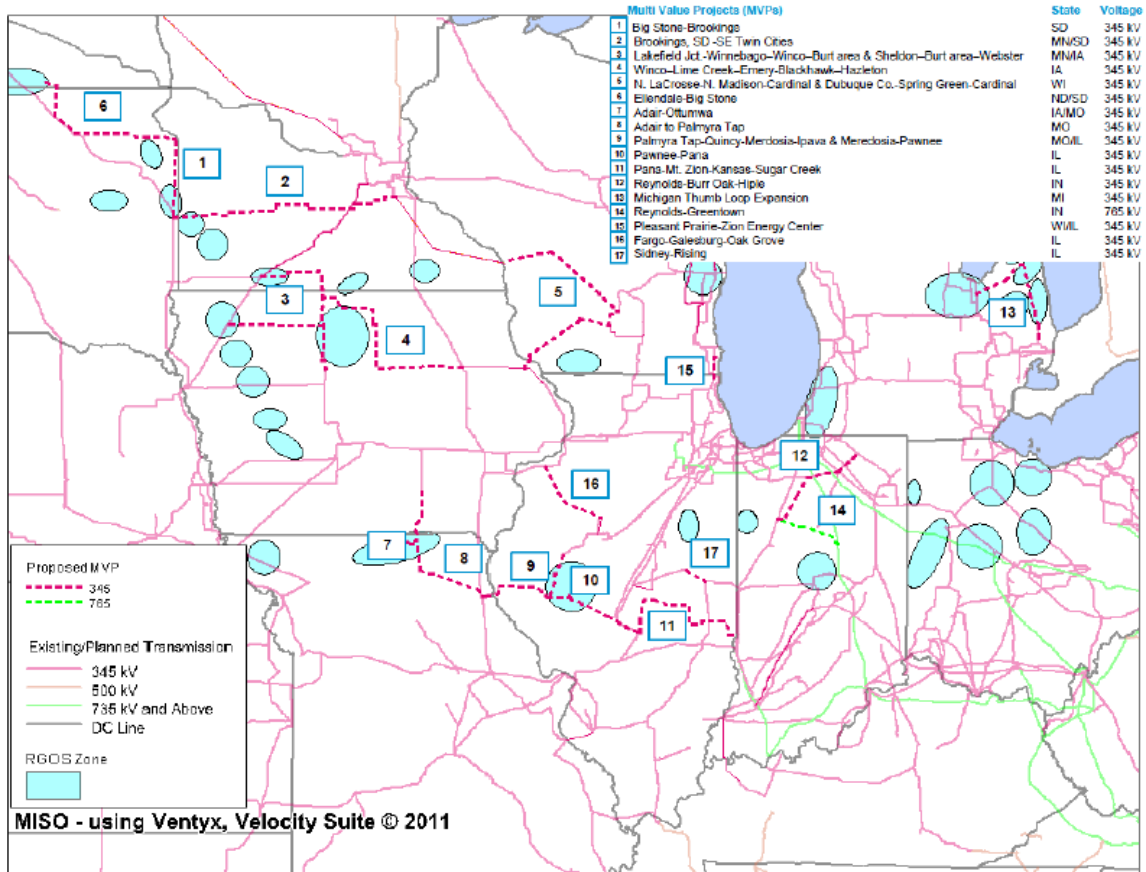 Multi Value Projects (MVPs) State Voltage
1 Big Stone-Brookings SD 345 kV
2 Brookings, SD -SE Twin Cities MN/SD 345 kV
3 Lakefield Jct.-Winnebago-Winco-Burt area & Sheldon-Burt area-Webster MN/IA 345 kV
4 Winco-Lime Creek-Emery-Blackhawk-Hazleton IA 345 kV
5 N. LaCrosse-N. Madison-Cardinal & Dubuque Co.-Spring Green-Cardinal WI 345 kV
6 Ellendale-Big Stone ND/SD 345 kV
7 Adair-Ottumwa IA/MO 345 kV
8 Adair to Palmyra Tap MO 345 kV
9 Palmyra Tap-Quincy-Merdosia-Ipava & Meredosia-Pawnee MO/IL 345 kV
10 Pawnee-Pana IL 345 kV
11 Pana-Mt. Zion-Kansas-Sugar Creek IL 345 kV
12 Reynolds-Burr Oak-Hiple IN 345 kV
13 Michigan Thumb Loop Expansion MI 345 kV
14 Reynolds-Greentown IN 765 kV
15 Pleasant Prairie-Zion Energy Center WI/IL 345 kV
16 Fargo-Galesburg-Oak Grove IL 345 kV
17 Sidney-Rising IL 345 kV
6
1
2
5
3
13
4
15
12
16
14
7
17
8
9
10
11
Proposed MVP
345
765
Existing/Planned Transmission
345 kV
500 kV
735 kV and Above
DC Line
RGOS Zone
MISO - using Ventyx, Velocity Suite © 2011